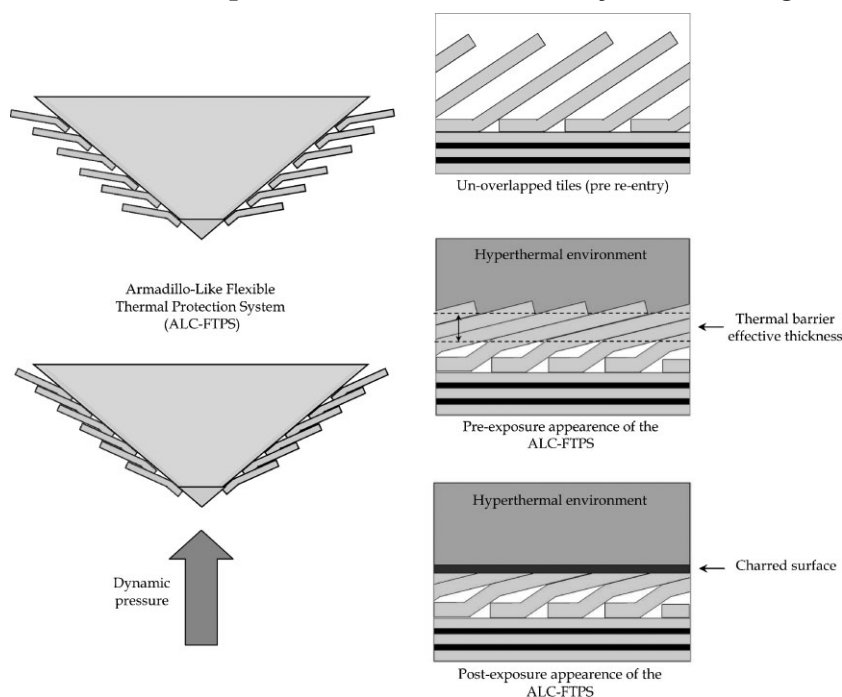 Un-overlapped tiles (pre re-entry)
Armadillo-Like Flexible
Thermal Protection System
(ALC-FTPS)
Hyperthermal environment
Thermal barrier
effective thickness
Pre-exposure appearence of the
ALC-FTPS
Dynamic
pressure
Hyperthermal environment
Charred surface
Post-exposure appearence of the
ALC-FTPS